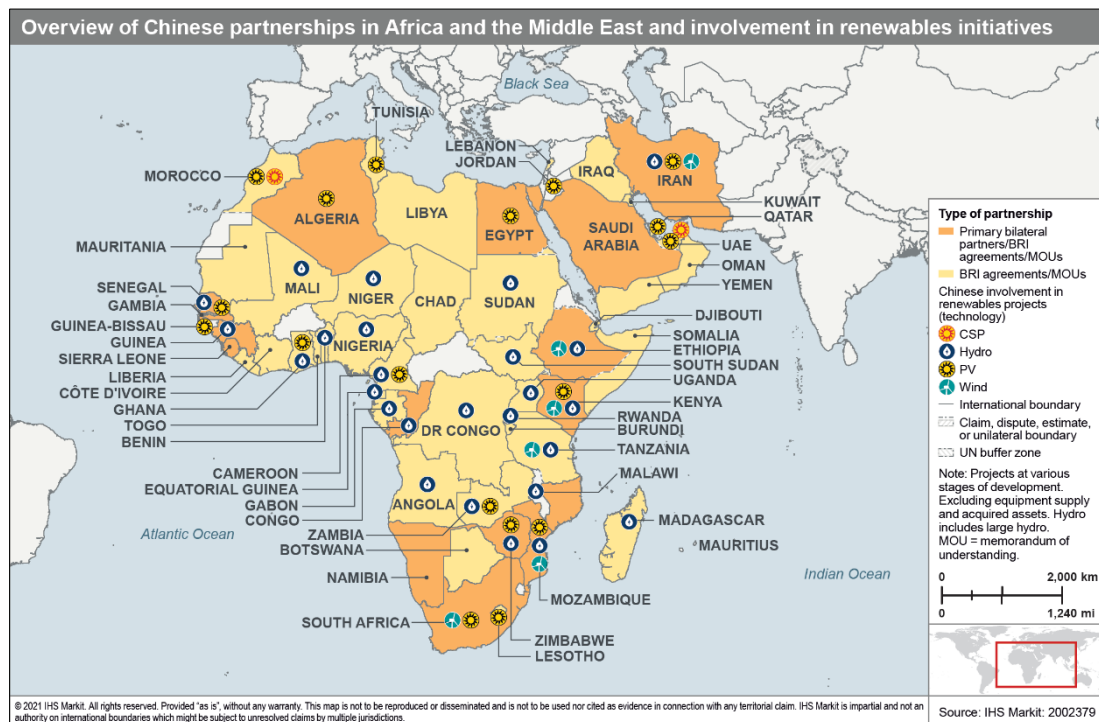 Overview of Chinese partnerships in Africa and the Middle East and involvement in renewables initiatives
Black Sea
TUNISIA
LEBANON
JORDAN
MOROCCO
IRAQ
IRAN
ALGERIA
LIBYA
EGYPT
KUWAIT
QATAR
SAUDI
ARABIA
UAE
OMAN
YEMEN
MAURITANIA
MALI
NIGER
CHAD
SUDAN
SENEGAL
GAMBIA
GUINEA-BISSAU
GUINEA
SIERRA LEONE
LIBERIA
CÔTE D'IVOIRE
GHANA
TOGO
BENIN
NIGERIA
DJIBOUTI
SOMALIA
ETHIOPIA
SOUTH SUDAN
UGANDA
KENYA
RWANDA
BURUNDI
TANZANIA
DR CONGO
CAMEROON
EQUATORIAL GUINEA
GABON
CONGO
MALAWI
ANGOLA
ZAMBIA
BOTSWANA
MADAGASCAR
MAURITIUS
Atlantic Ocean
Indian Ocean
NAMIBIA
MOZAMBIQUE
SOUTH AFRICA
ZIMBABWE
LESOTHO
Type of partnership
Primary bilateral
partners/BRI
agreements/MOUs
BRI agreements/MOUs
Chinese involvement in
renewables projects
(technology)
CSP
Hydro
PV
Wind
International boundary
Claim, dispute, estimate,
or unilateral boundary
UN buffer zone
Note: Projects at various
stages of development.
Excluding equipment supply
and acquired assets. Hydro
includes large hydro.
MOU = memorandum of
understanding.
0 2,000 km
0 1,240 mi
© 2021 IHS Markit. All rights reserved. Provided "as is", without any warranty. This map is not to be reproduced or disseminated and is not to be used nor cited as evidence in connection with any territorial claim. IHS Markit is impartial and not an
authority on international boundaries which might be subject to unresolved claims by multiple jurisdictions.
Source: IHS Markit: 2002379